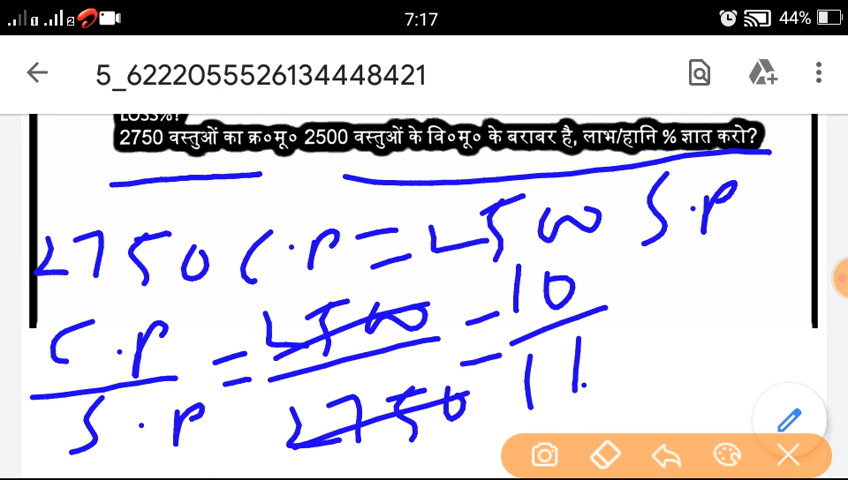 7:17
44%
5_6222055526134448421
LOSS%?
2750 वस्तुओं का क्र०मू० 2500 वस्तुओं के वि०मू० के बराबर है, लाभ/हानि % ज्ञात करो?
2750 C.P = 2500 S.P
C.P / S.P = 2500 / 2750 = 10 / 11